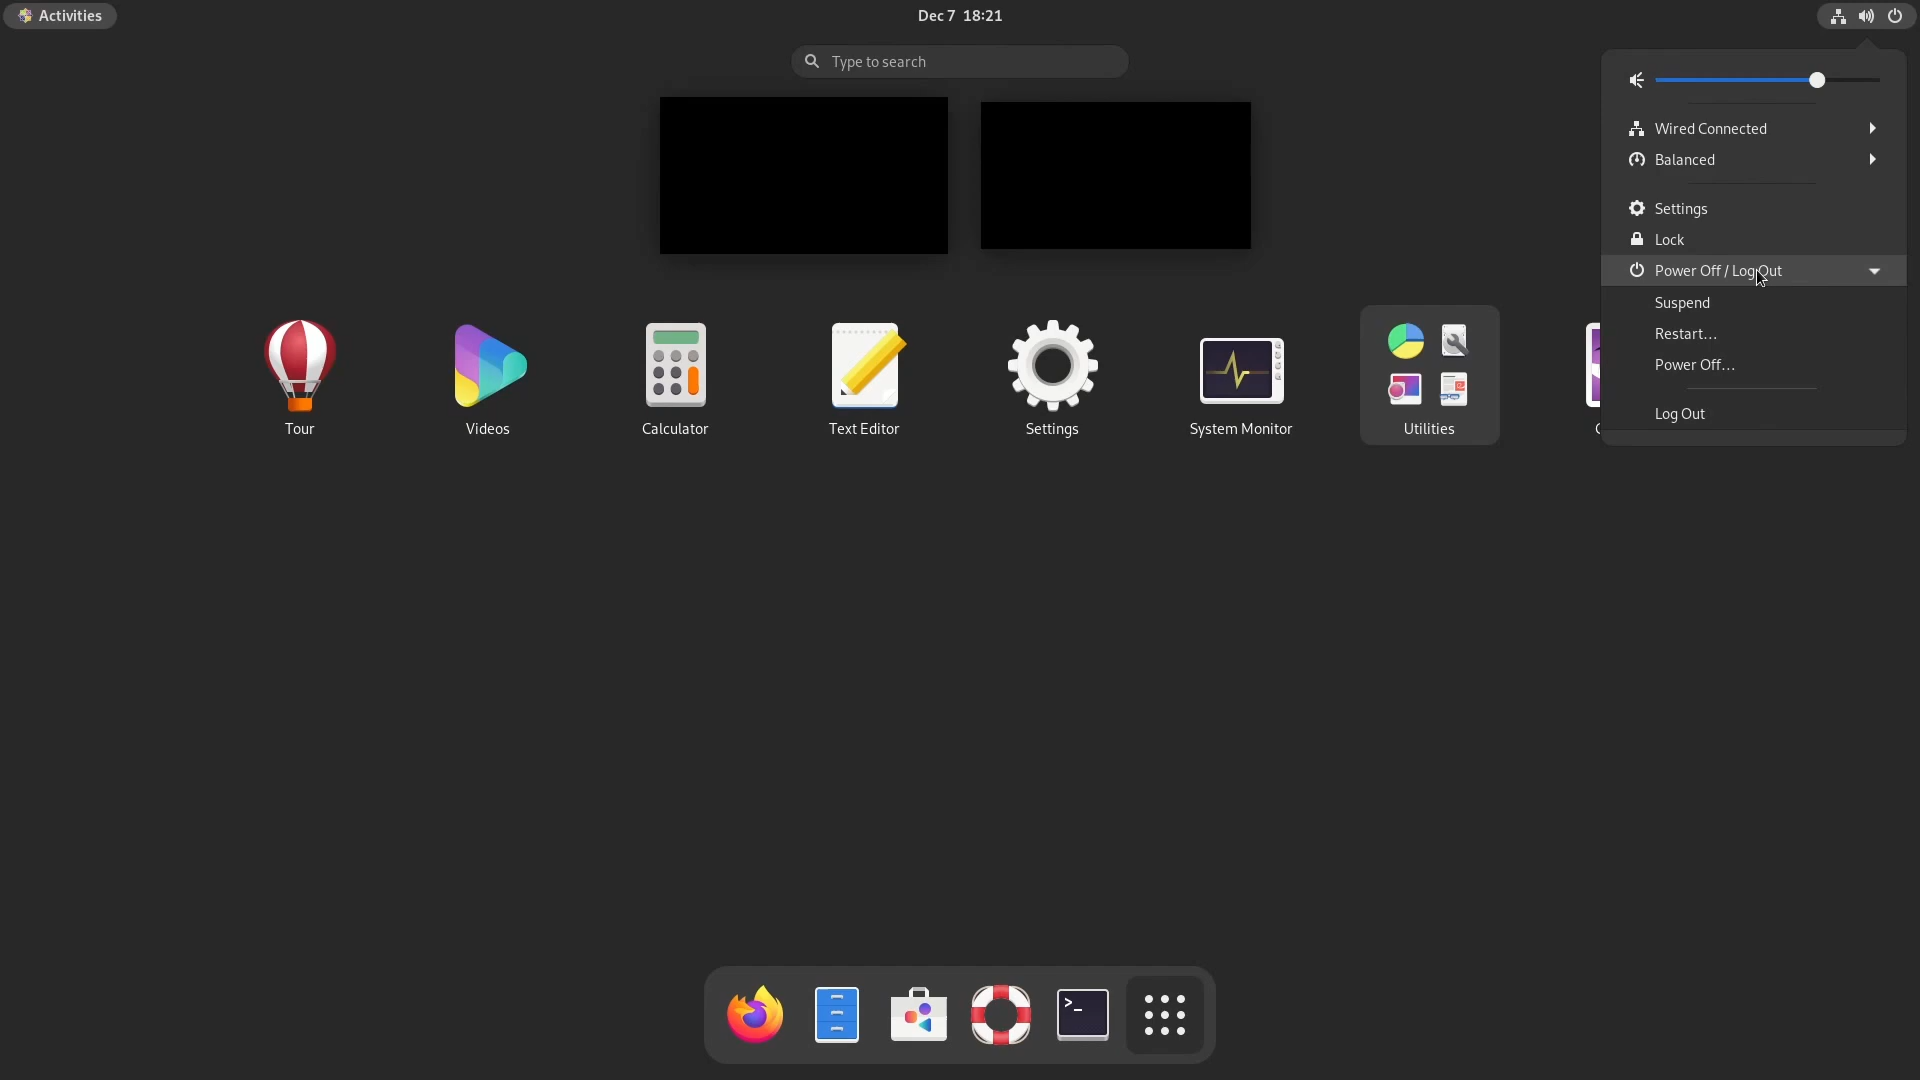 Activities
Dec 7 18:21
Type to search
Wired Connected
Balanced
Settings
Lock
Power Off / Log Out
Suspend
Restart…
Power Off…
Log Out
Tour
Videos
Calculator
Text Editor
Settings
System Monitor
Utilities
>_